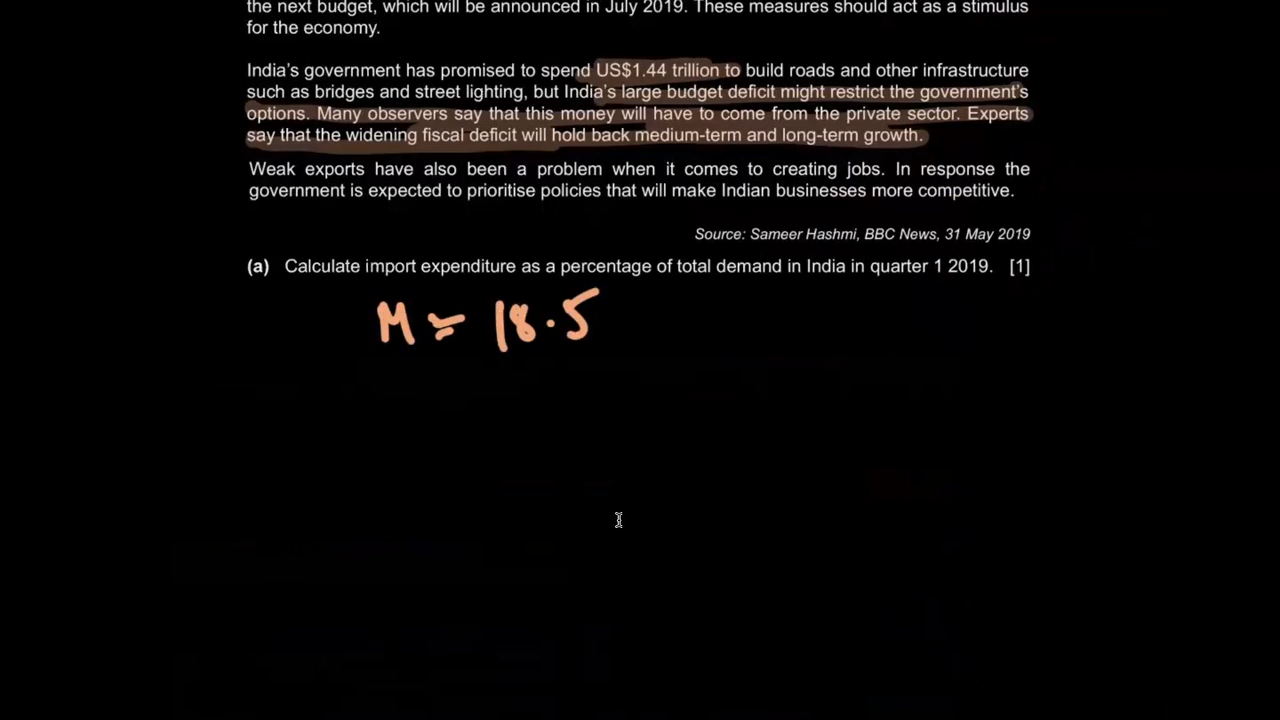 the next budget, which will be announced in July 2019. These measures should act as a stimulus
for the economy.
India's government has promised to spend US$1.44 trillion to build roads and other infrastructure
such as bridges and street lighting, but India's large budget deficit might restrict the government's
options. Many observers say that this money will have to come from the private sector. Experts
say that the widening fiscal deficit will hold back medium-term and long-term growth.
Weak exports have also been a problem when it comes to creating jobs. In response the
government is expected to prioritise policies that will make Indian businesses more competitive.
Source: Sameer Hashmi, BBC News, 31 May 2019
(a) Calculate import expenditure as a percentage of total demand in India in quarter 1 2019. [1]
M = 18.5